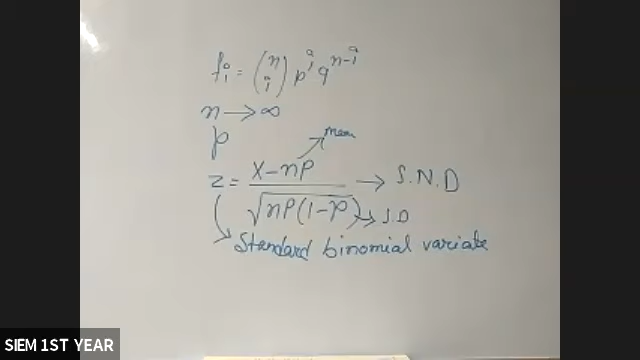 fi = (n i) p^i q^n-i
n → ∞
p
mean
z = X - np / √np(1-p) → S.N.D
S.D
Standard binomial variate
SIEM 1ST YEAR